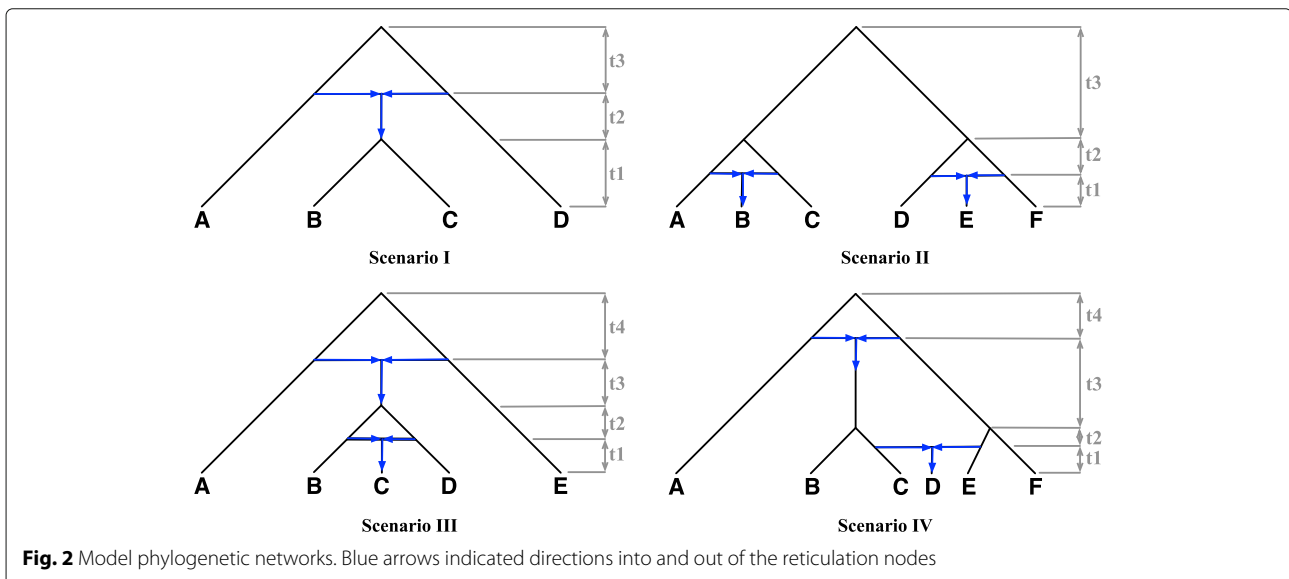 t3
t2
t1
A B C D
Scenario I
t3
t2
t1
A B C D E F
Scenario II
t4
t3
t2
t1
A B C D E
Scenario III
t4
t3
t2
t1
A B C D E F
Scenario IV
Fig. 2 Model phylogenetic networks. Blue arrows indicated directions into and out of the reticulation nodes